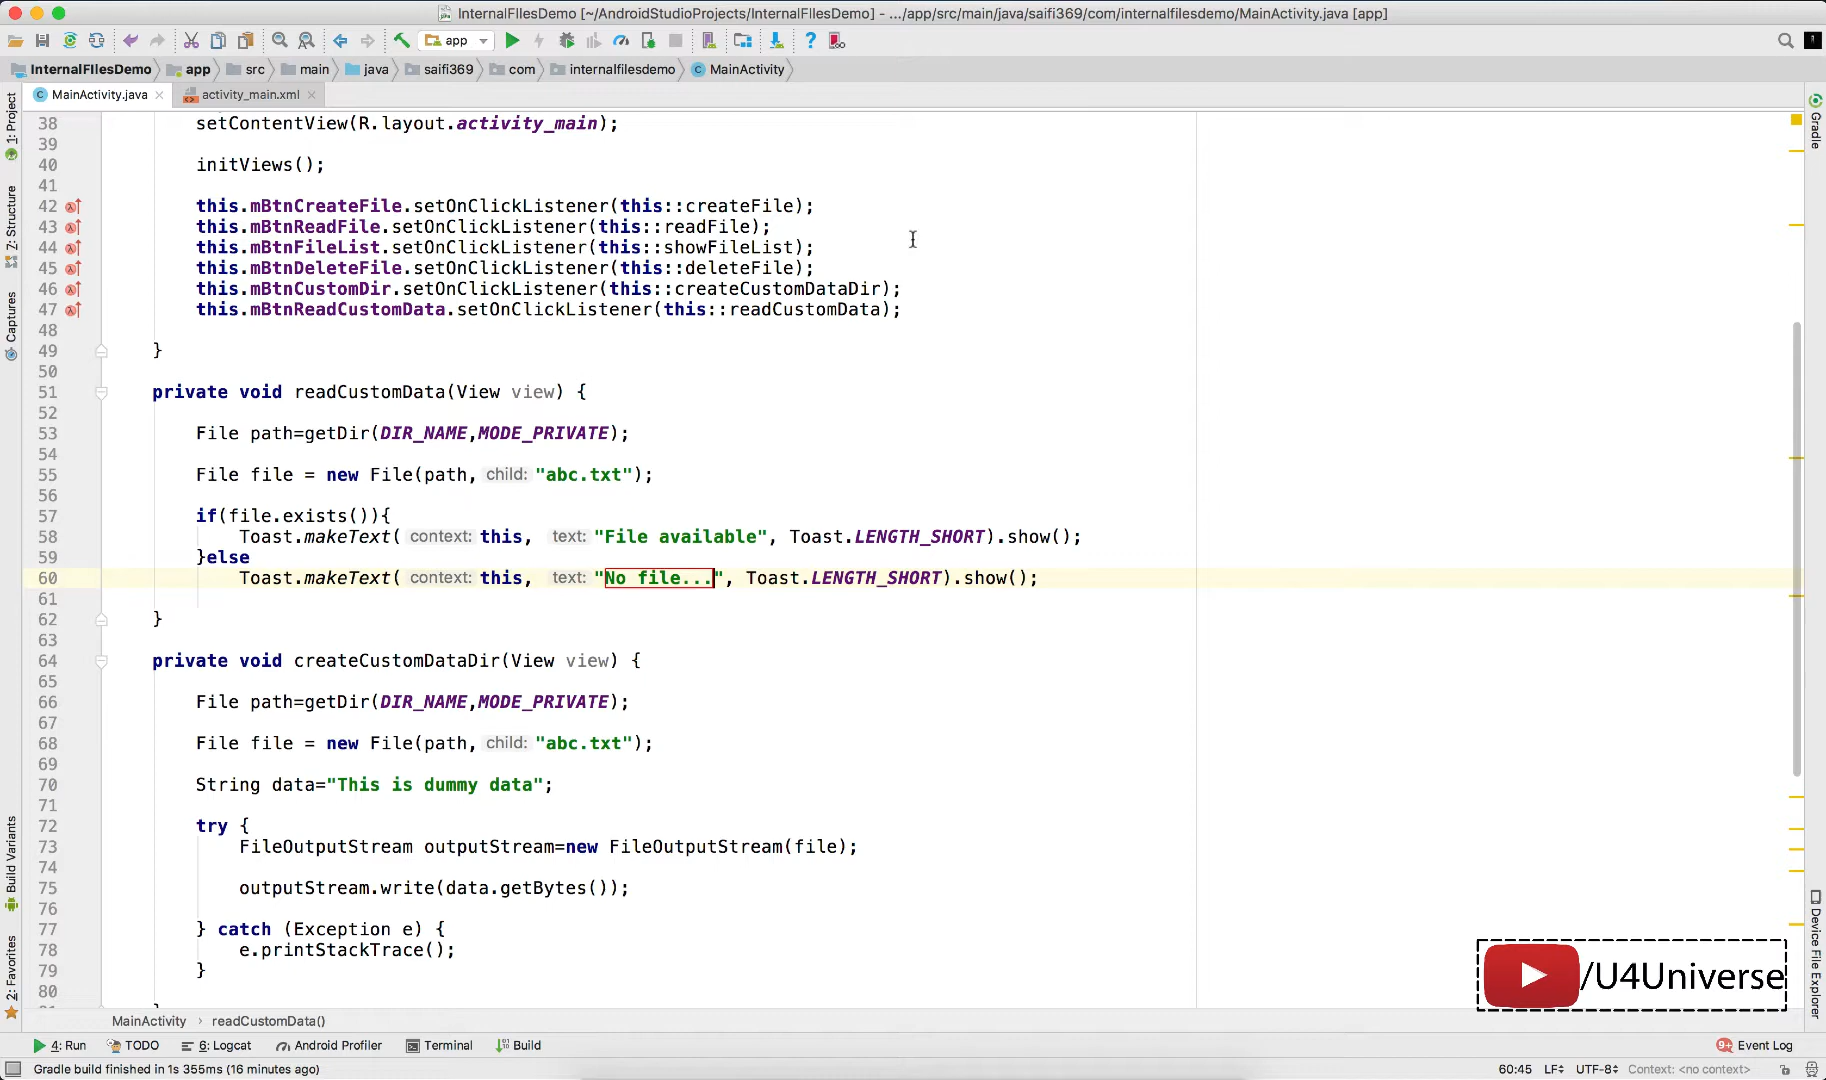 InternalFIlesDemo [~/AndroidStudioProjects/InternalFIlesDemo] - .../app/src/main/java/saifi369/com/internalfilesdemo/MainActivity.java [app]
app
InternalFIlesDemo app src main java saifi369 com internalfilesdemo MainActivity
MainActivity.java activity_main.xml
1: Project
Z: Structure
Captures
Build Variants
2: Favorites
Gradle
Device File Explorer
38 setContentView(R.layout.activity_main);
39
40 initViews();
41
42 this.mBtnCreateFile.setOnClickListener(this::createFile);
43 this.mBtnReadFile.setOnClickListener(this::readFile);
44 this.mBtnFileList.setOnClickListener(this::showFileList);
45 this.mBtnDeleteFile.setOnClickListener(this::deleteFile);
46 this.mBtnCustomDir.setOnClickListener(this::createCustomDataDir);
47 this.mBtnReadCustomData.setOnClickListener(this::readCustomData);
48
49 }
50
51 private void readCustomData(View view) {
52
53 File path=getDir(DIR_NAME,MODE_PRIVATE);
54
55 File file = new File(path, child: "abc.txt");
56
57 if(file.exists()){
58 Toast.makeText( context: this, text: "File available", Toast.LENGTH_SHORT).show();
59 }else
60 Toast.makeText( context: this, text: "No file...", Toast.LENGTH_SHORT).show();
61
62 }
63
64 private void createCustomDataDir(View view) {
65
66 File path=getDir(DIR_NAME,MODE_PRIVATE);
67
68 File file = new File(path, child: "abc.txt");
69
70 String data="This is dummy data";
71
72 try {
73 FileOutputStream outputStream=new FileOutputStream(file);
74
75 outputStream.write(data.getBytes());
76
77 } catch (Exception e) {
78 e.printStackTrace();
79 }
80
/U4Universe
MainActivity › readCustomData()
4: Run TODO 6: Logcat Android Profiler Terminal Build 9+ Event Log
Gradle build finished in 1s 355ms (16 minutes ago) 60:45 LF UTF-8 Context: <no context>